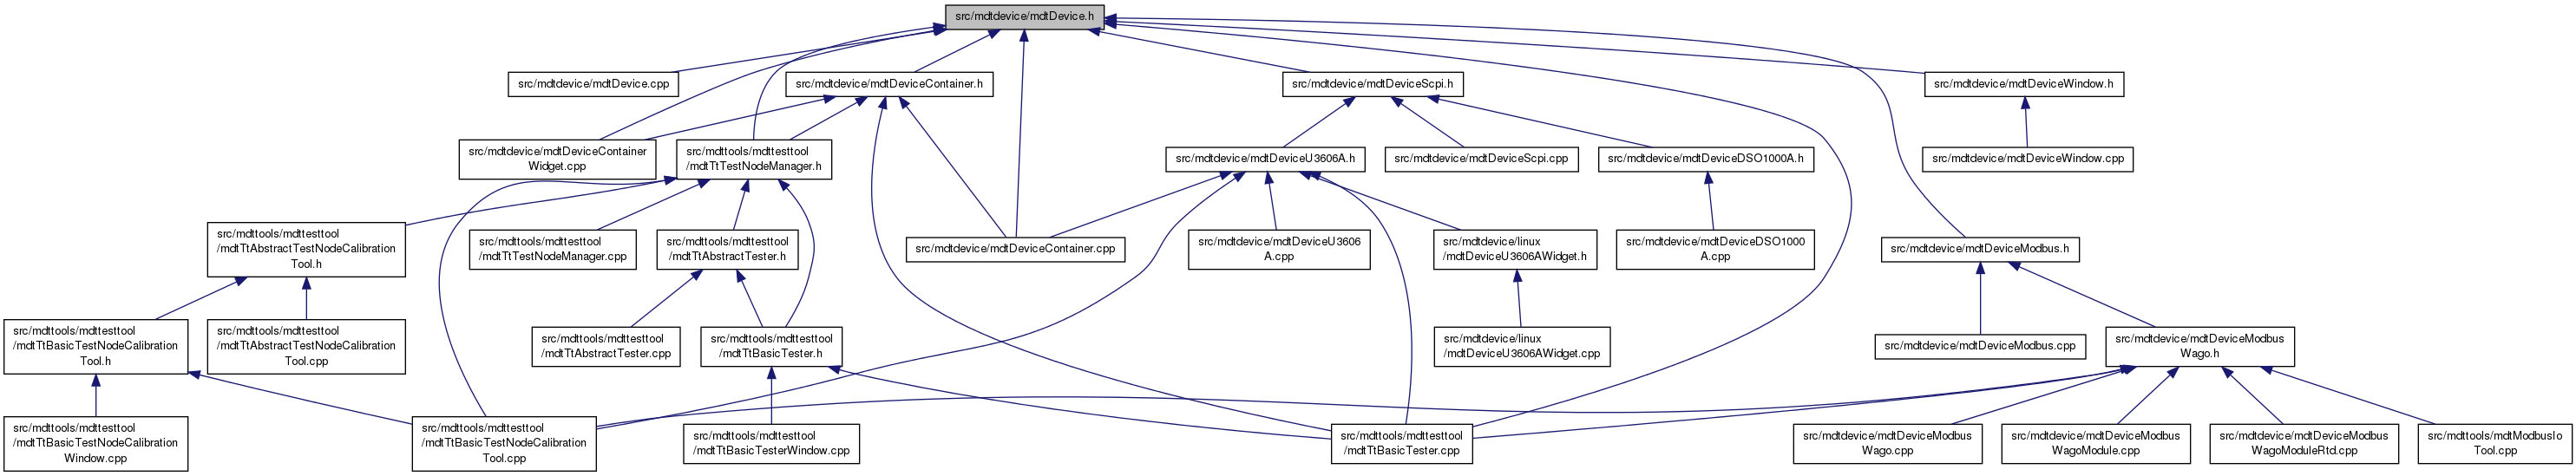 src/mdtdevice/mdtDevice.h
src/mdtdevice/mdtDevice.cpp
src/mdtdevice/mdtDeviceContainer.h
src/mdtdevice/mdtDeviceScpi.h
src/mdtdevice/mdtDeviceWindow.h
src/mdtdevice/mdtDeviceContainer
Widget.cpp
src/mdttools/mdttesttool
/mdtTtTestNodeManager.h
src/mdtdevice/mdtDeviceU3606A.h
src/mdtdevice/mdtDeviceScpi.cpp
src/mdtdevice/mdtDeviceDSO1000A.h
src/mdtdevice/mdtDeviceWindow.cpp
src/mdttools/mdttesttool
/mdtTtAbstractTestNodeCalibration
Tool.h
src/mdttools/mdttesttool
/mdtTtTestNodeManager.cpp
src/mdttools/mdttesttool
/mdtTtAbstractTester.h
src/mdtdevice/mdtDeviceContainer.cpp
src/mdtdevice/mdtDeviceU3606
A.cpp
src/mdtdevice/linux
/mdtDeviceU3606AWidget.h
src/mdtdevice/mdtDeviceDSO1000
A.cpp
src/mdtdevice/mdtDeviceModbus.h
src/mdttools/mdttesttool
/mdtTtBasicTestNodeCalibration
Tool.h
src/mdttools/mdttesttool
/mdtTtAbstractTestNodeCalibration
Tool.cpp
src/mdttools/mdttesttool
/mdtTtAbstractTester.cpp
src/mdttools/mdttesttool
/mdtTtBasicTester.h
src/mdtdevice/linux
/mdtDeviceU3606AWidget.cpp
src/mdtdevice/mdtDeviceModbus.cpp
src/mdtdevice/mdtDeviceModbus
Wago.h
src/mdttools/mdttesttool
/mdtTtBasicTestNodeCalibration
Window.cpp
src/mdttools/mdttesttool
/mdtTtBasicTestNodeCalibration
Tool.cpp
src/mdttools/mdttesttool
/mdtTtBasicTesterWindow.cpp
src/mdttools/mdttesttool
/mdtTtBasicTester.cpp
src/mdtdevice/mdtDeviceModbus
Wago.cpp
src/mdtdevice/mdtDeviceModbus
WagoModule.cpp
src/mdtdevice/mdtDeviceModbus
WagoModuleRtd.cpp
src/mdttools/mdtModbusIo
Tool.cpp